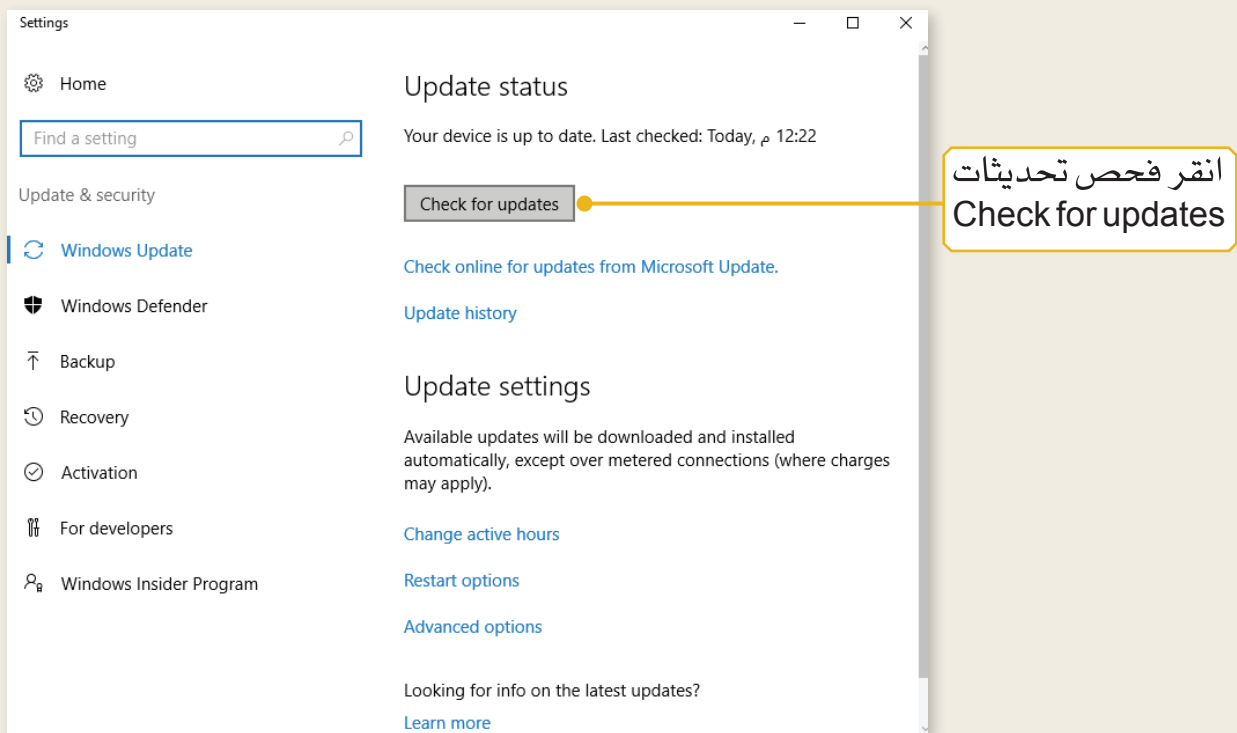 Settings
Home
Find a setting
Update & security
Windows Update
Windows Defender
Backup
Recovery
Activation
For developers
Windows Insider Program
Update status
Your device is up to date. Last checked: Today, م 12:22
Check for updates
Check online for updates from Microsoft Update.
Update history
Update settings
Available updates will be downloaded and installed
automatically, except over metered connections (where charges
may apply).
Change active hours
Restart options
Advanced options
Looking for info on the latest updates?
Learn more
انقر فحص تحديثات
Check for updates